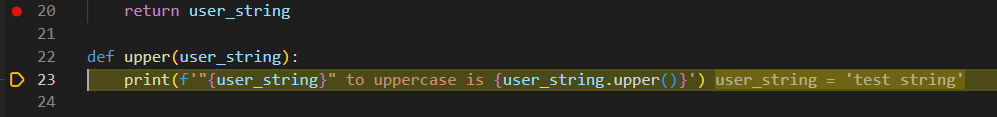 20 return user_string
21
22 def upper(user_string):
23 print(f'"{user_string}" to uppercase is {user_string.upper()}') user_string = 'test string'
24